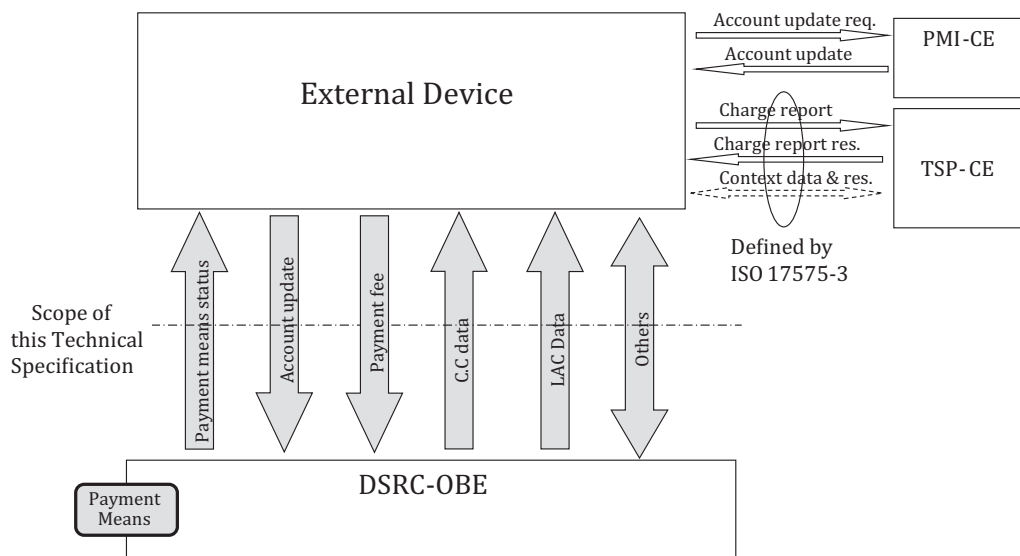 Account update req.
PMI-CE
Account update
External Device
Charge report
Charge report res.
TSP-CE
Context data & res.
Defined by
ISO 17575-3
Scope of
this Technical
Specification
Payment means status
Account update
Payment fee
C.C data
LAC Data
Others
DSRC-OBE
Payment
Means